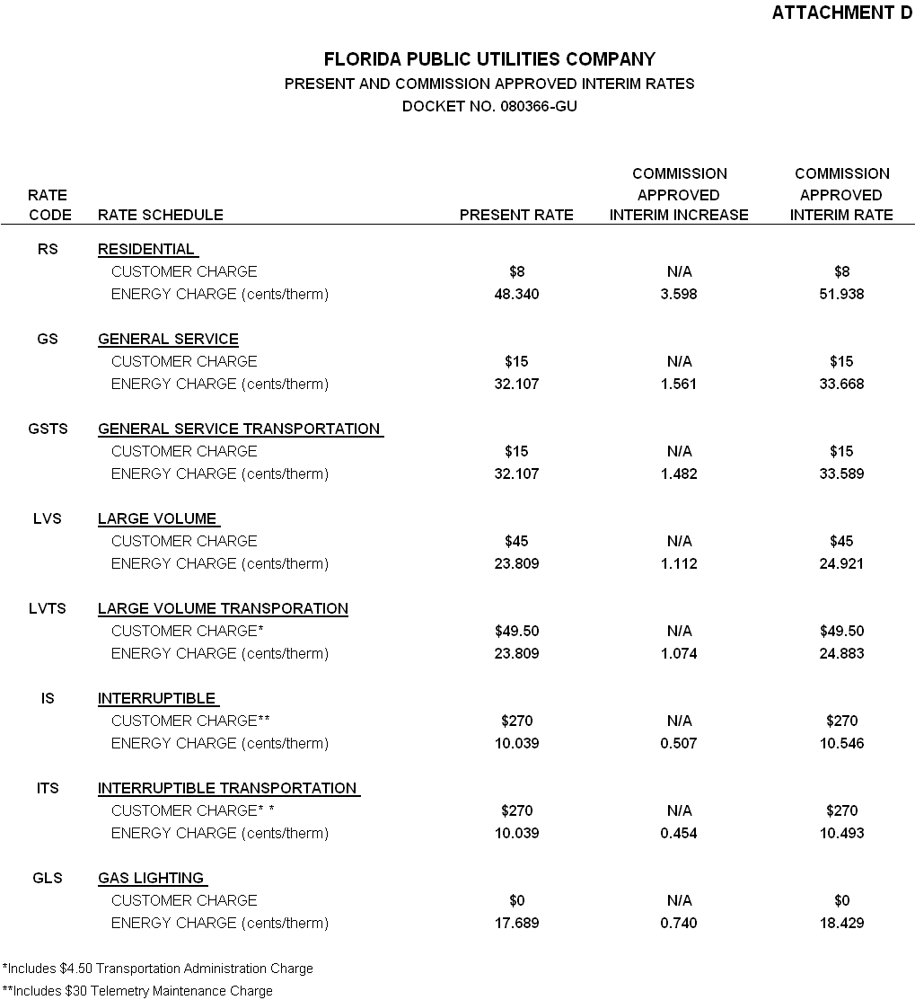 ATTACHMENT D
FLORIDA PUBLIC UTILITIES COMPANY
PRESENT AND COMMISSION APPROVED INTERIM RATES
DOCKET NO. 080366-GU
COMMISSION COMMISSION
RATE APPROVED APPROVED
CODE RATE SCHEDULE PRESENT RATE INTERIM INCREASE INTERIM RATE
RS RESIDENTIAL
CUSTOMER CHARGE $8 N/A $8
ENERGY CHARGE (cents/therm) 48.340 3.598 51.938
GS GENERAL SERVICE
CUSTOMER CHARGE $15 N/A $15
ENERGY CHARGE (cents/therm) 32.107 1.561 33.668
GSTS GENERAL SERVICE TRANSPORTATION
CUSTOMER CHARGE $15 N/A $15
ENERGY CHARGE (cents/therm) 32.107 1.482 33.589
LVS LARGE VOLUME
CUSTOMER CHARGE $45 N/A $45
ENERGY CHARGE (cents/therm) 23.809 1.112 24.921
LVTS LARGE VOLUME TRANSPORATION
CUSTOMER CHARGE* $49.50 N/A $49.50
ENERGY CHARGE (cents/therm) 23.809 1.074 24.883
IS INTERRUPTIBLE
CUSTOMER CHARGE** $270 N/A $270
ENERGY CHARGE (cents/therm) 10.039 0.507 10.546
ITS INTERRUPTIBLE TRANSPORTATION
CUSTOMER CHARGE* * $270 N/A $270
ENERGY CHARGE (cents/therm) 10.039 0.454 10.493
GLS GAS LIGHTING
CUSTOMER CHARGE $0 N/A $0
ENERGY CHARGE (cents/therm) 17.689 0.740 18.429
*Includes $4.50 Transportation Administration Charge
**Includes $30 Telemetry Maintenance Charge